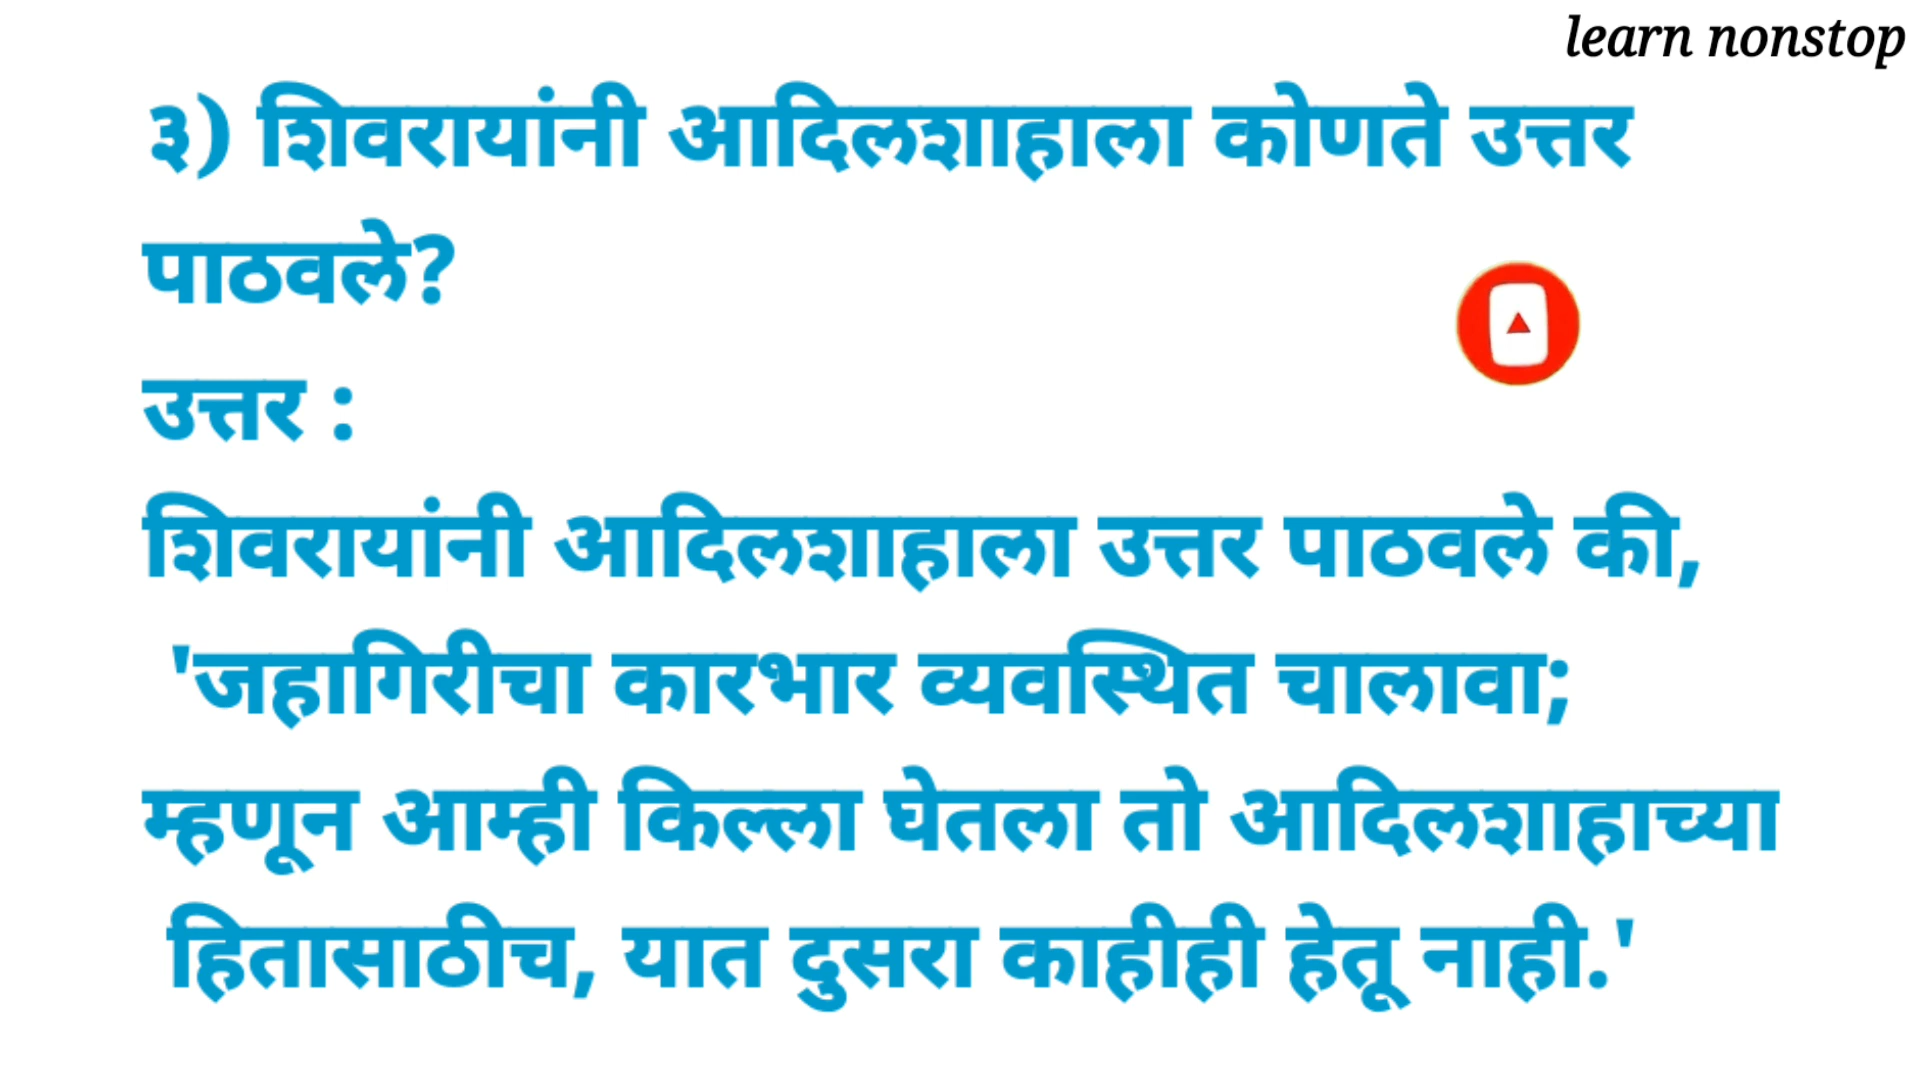 learn nonstop
३) शिवरायांनी आदिलशाहाला कोणते उत्तर
पाठवले?
उत्तर :
शिवरायांनी आदिलशाहाला उत्तर पाठवले की,
'जहागिरीचा कारभार व्यवस्थित चालावा;
म्हणून आम्ही किल्ला घेतला तो आदिलशाहाच्या
हितासाठीच, यात दुसरा काहीही हेतू नाही.'